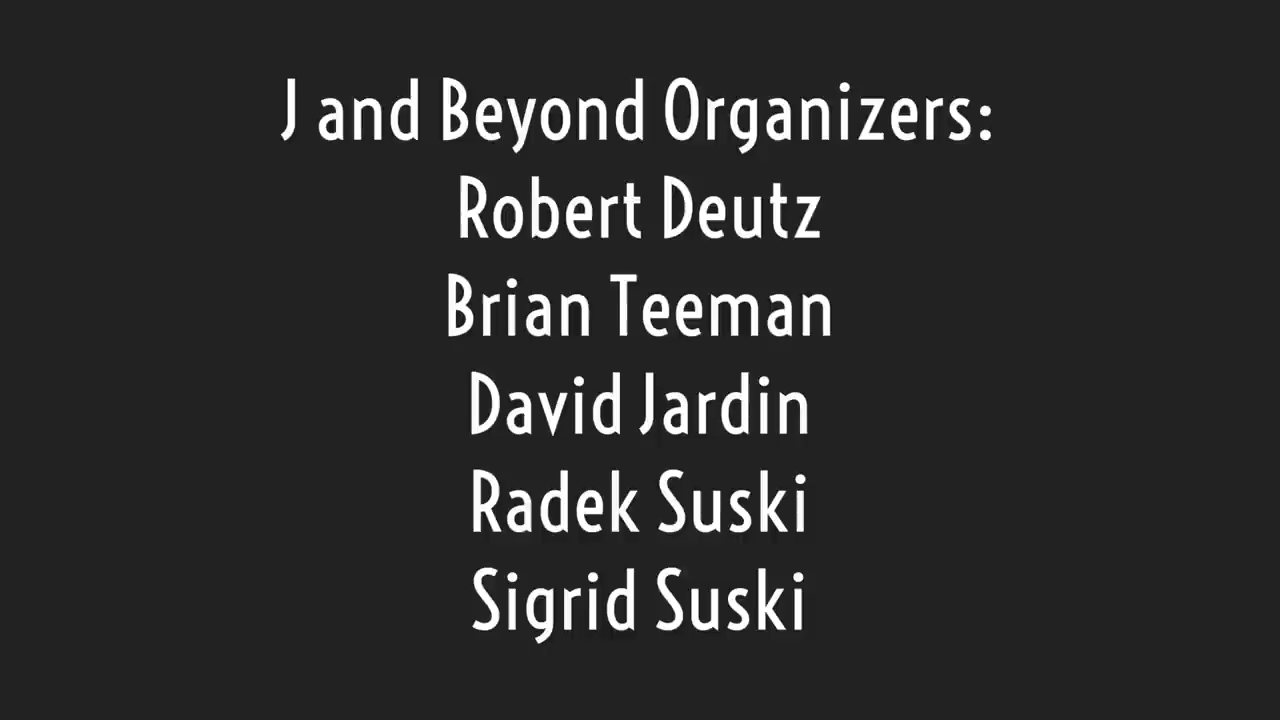 J and Beyond Organizers:
Robert Deutz
Brian Teeman
David Jardin
Radek Suski
Sigrid Suski